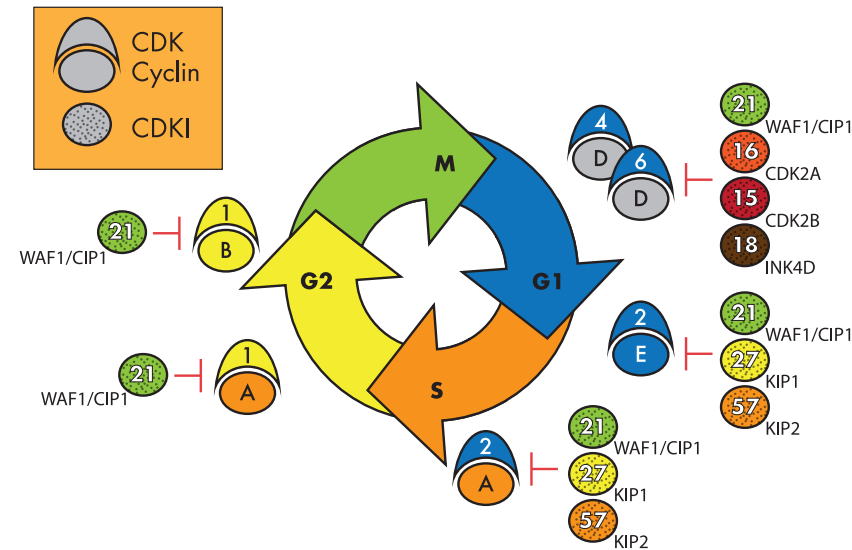 CDK
Cyclin
CDKI
M
G1
S
G2
4
D
6
D
21
WAF1/CIP1
16
CDK2A
15
CDK2B
18
INK4D
2
E
21
WAF1/CIP1
27
KIP1
57
KIP2
2
A
21
WAF1/CIP1
27
KIP1
57
KIP2
1
A
21
WAF1/CIP1
1
B
21
WAF1/CIP1